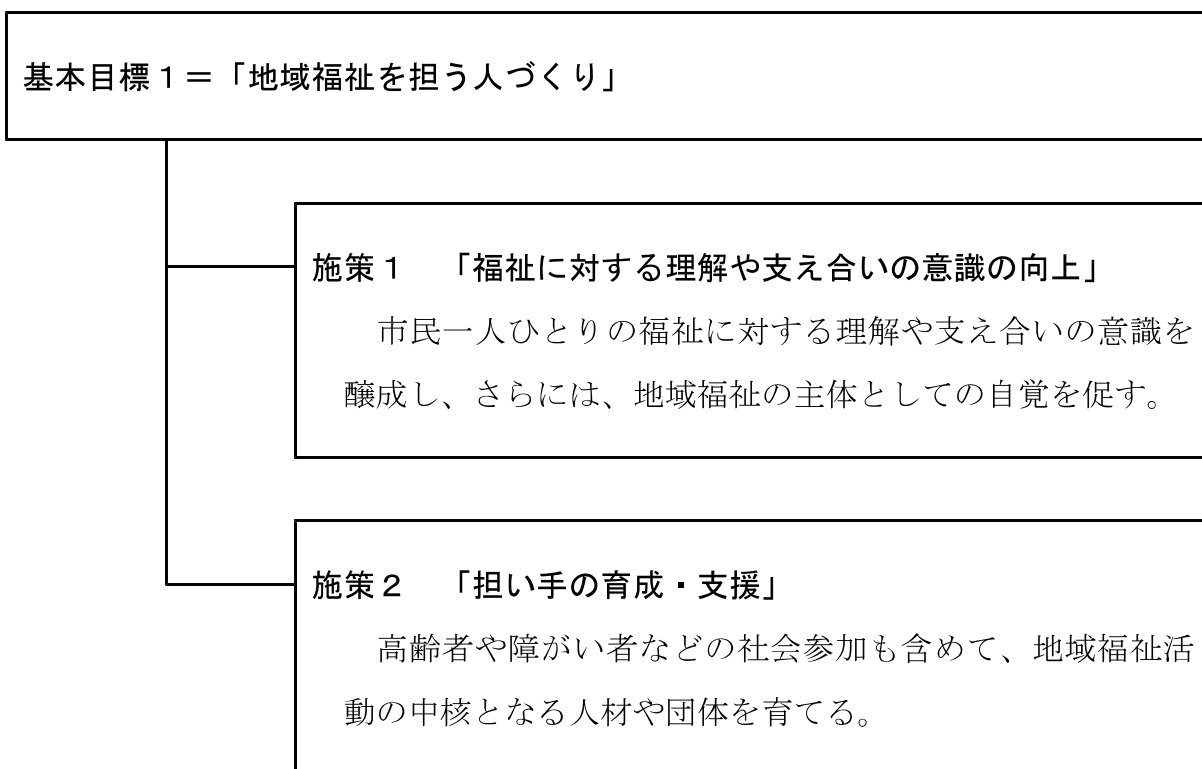 基本目標１＝「地域福祉を担う人づくり」
施策１　「福祉に対する理解や支え合いの意識の向上」
市民一人ひとりの福祉に対する理解や支え合いの意識を
醸成し、さらには、地域福祉の主体としての自覚を促す。
施策２　「担い手の育成・支援」
高齢者や障がい者などの社会参加も含めて、地域福祉活
動の中核となる人材や団体を育てる。